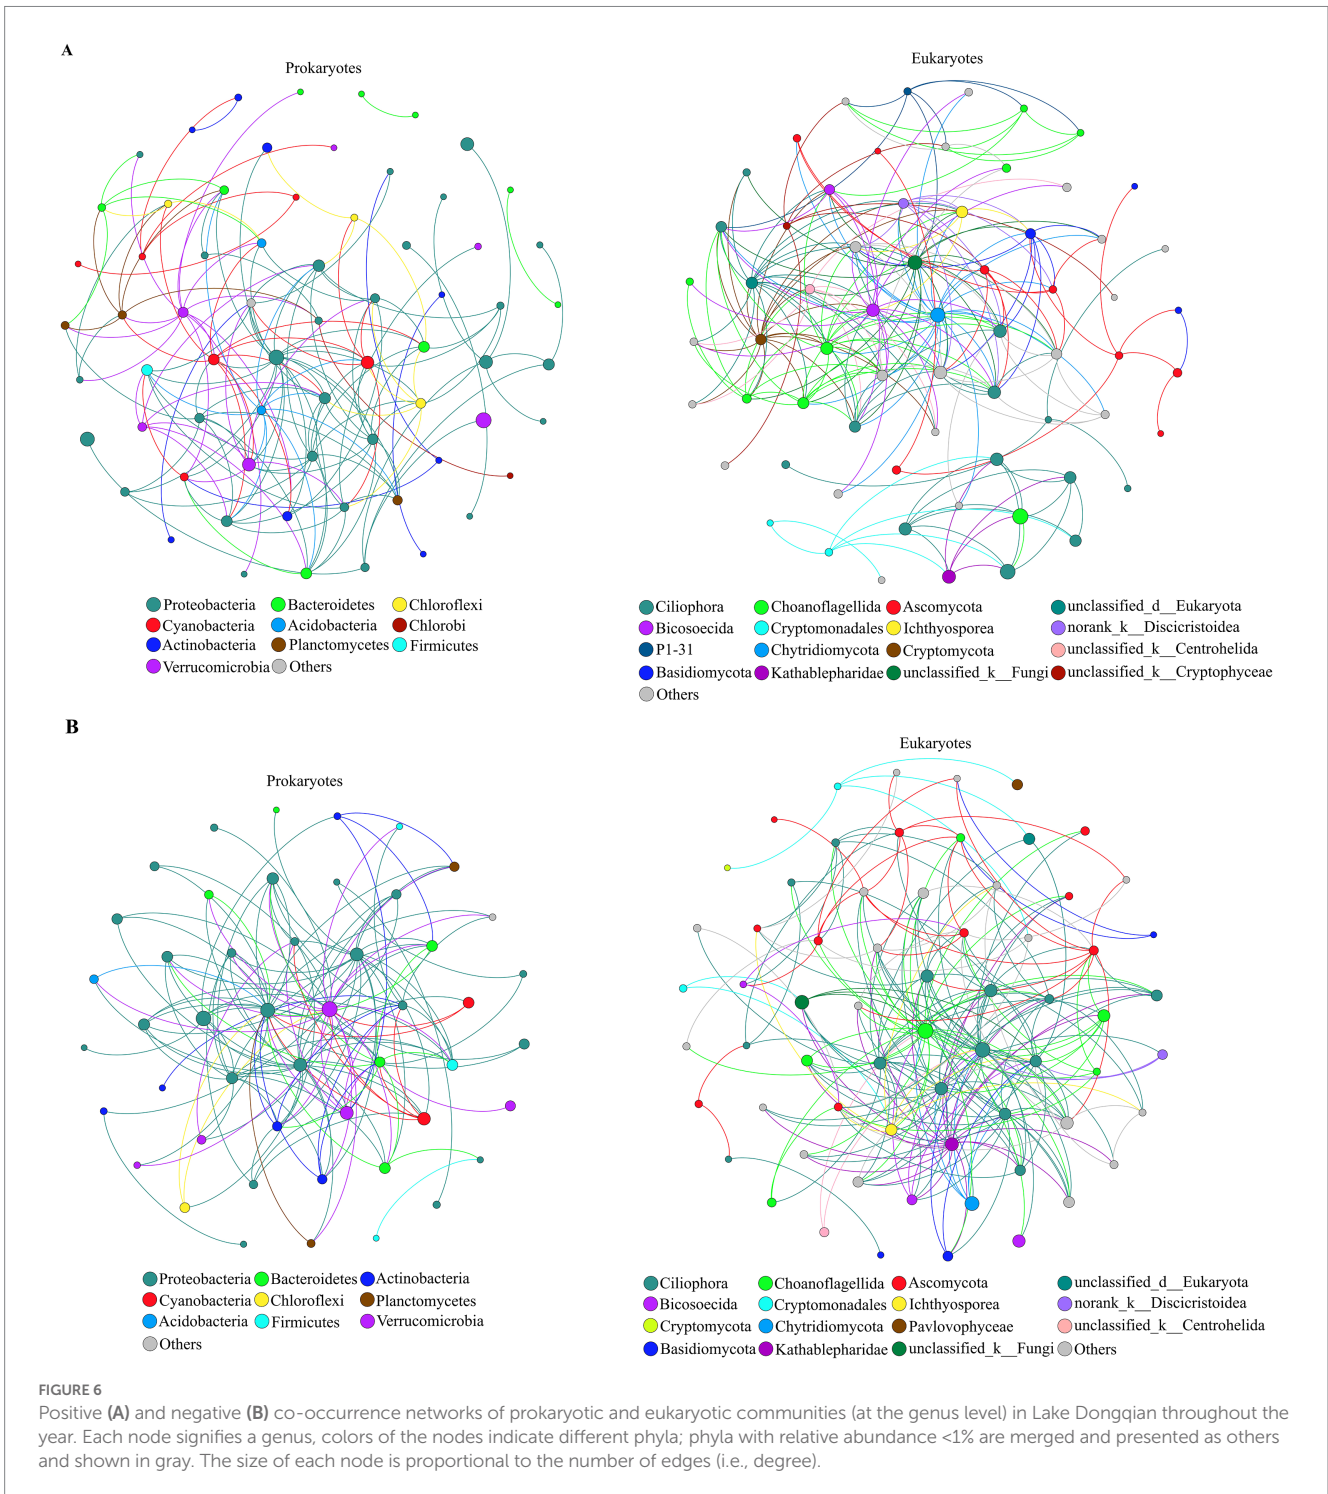 A
Prokaryotes
Eukaryotes
Proteobacteria Bacteroidetes Chloroflexi
Cyanobacteria Acidobacteria Chlorobi
Actinobacteria Planctomycetes Firmicutes
Verrucomicrobia Others
Ciliophora Choanoflagellida Ascomycota unclassified_d__Eukaryota
Bicosoecida Cryptomonadales Ichthyosporea norank_k__Discicristoidea
P1-31 Chytridiomycota Cryptomycota unclassified_k__Centrohelida
Basidiomycota Kathablepharidae unclassified_k__Fungi unclassified_k__Cryptophyceae
Others
B
Prokaryotes
Eukaryotes
Proteobacteria Bacteroidetes Actinobacteria
Cyanobacteria Chloroflexi Planctomycetes
Acidobacteria Firmicutes Verrucomicrobia
Others
Ciliophora Choanoflagellida Ascomycota unclassified_d__Eukaryota
Bicosoecida Cryptomonadales Ichthyosporea norank_k__Discicristoidea
Cryptomycota Chytridiomycota Pavlovophyceae unclassified_k__Centrohelida
Basidiomycota Kathablepharidae unclassified_k__Fungi Others
FIGURE 6
Positive (A) and negative (B) co-occurrence networks of prokaryotic and eukaryotic communities (at the genus level) in Lake Dongqian throughout the
year. Each node signifies a genus, colors of the nodes indicate different phyla; phyla with relative abundance <1% are merged and presented as others
and shown in gray. The size of each node is proportional to the number of edges (i.e., degree).